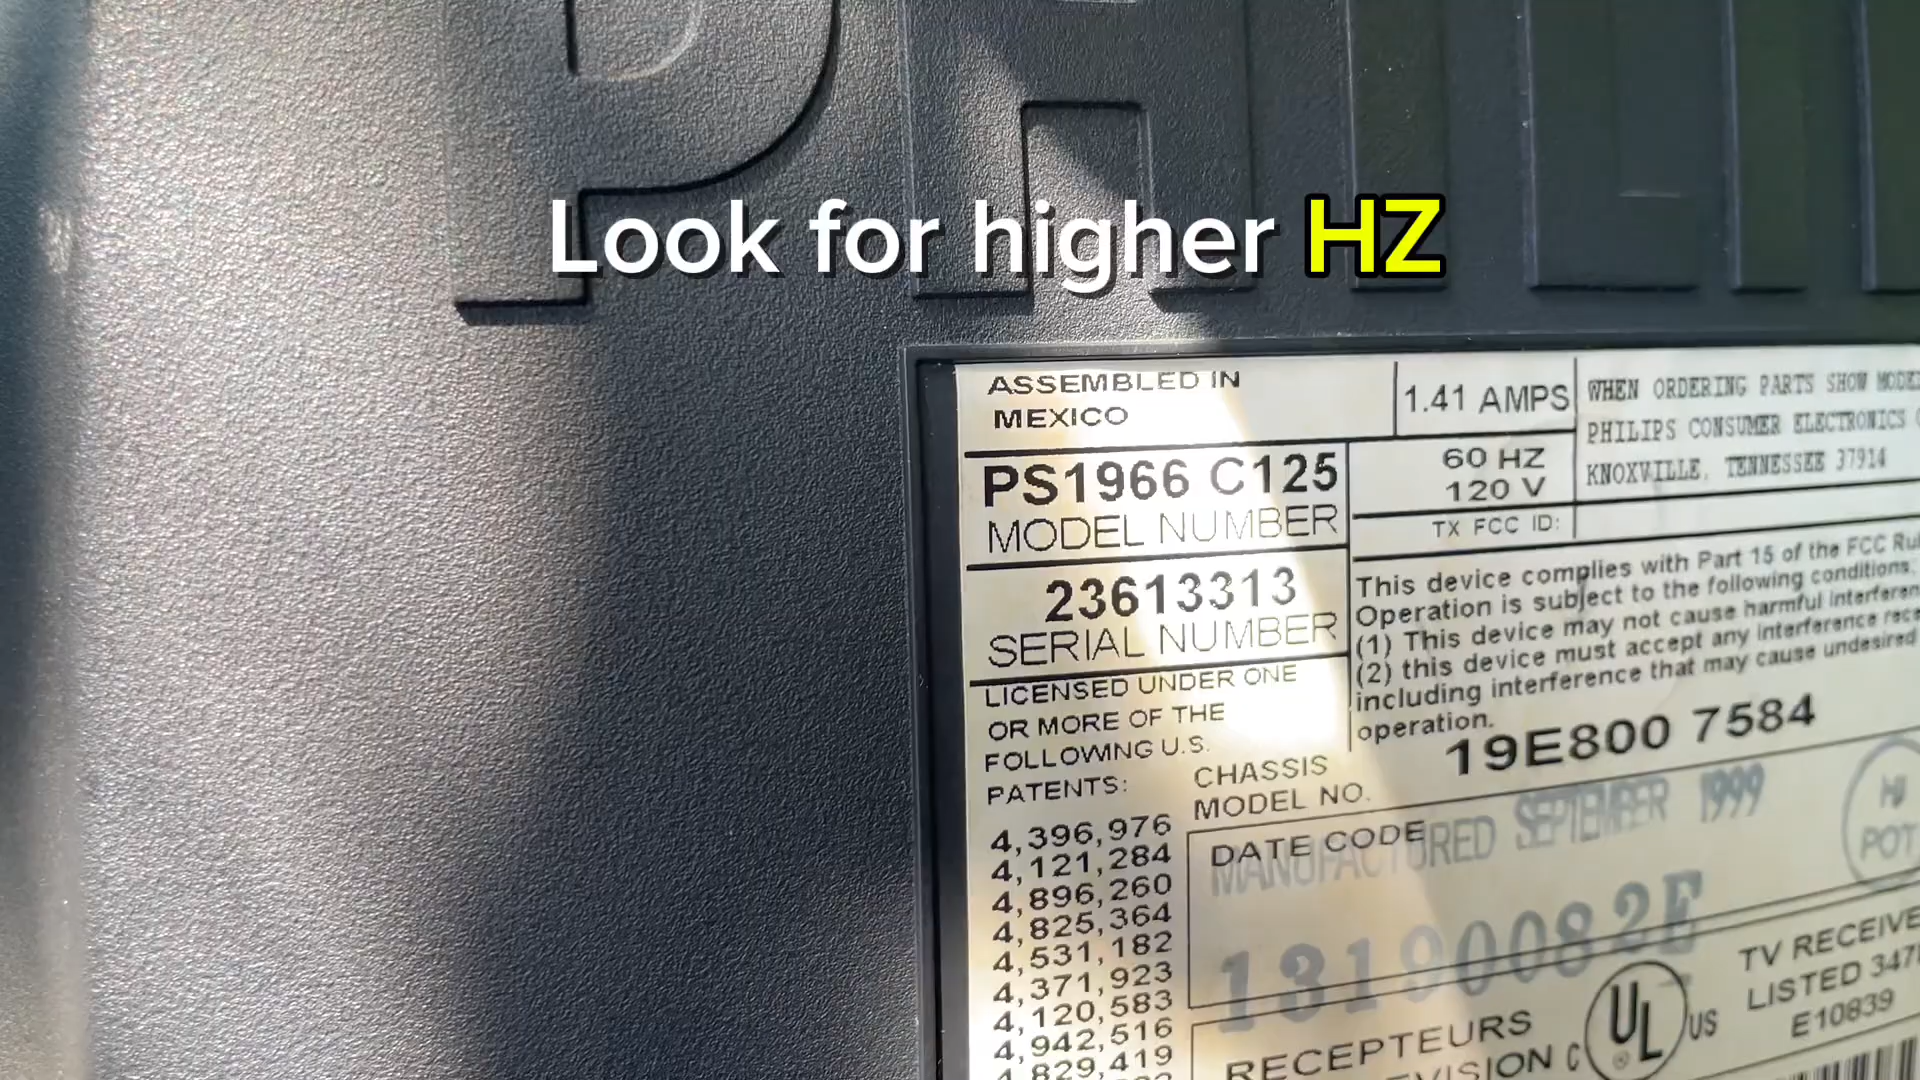 PHILI
Look for higher HZ
ASSEMBLED IN
MEXICO
1.41 AMPS
WHEN ORDERING PARTS SHOW
PHILIPS CONSUMER ELECTRONICS
KNOXVILLE, TENNESSEE 37914
PS1966 C125
MODEL NUMBER
60 HZ
120 V
TX FCC ID:
23613313
SERIAL NUMBER
This device complies with Part 15 of the FCC
Operation is subject to the following conditions.
(1) This device may not cause harmful
(2) this device must accept any interference
including interference that may cause undesired
operation.
LICENSED UNDER ONE
OR MORE OF THE
FOLLOWING U.S.
PATENTS:
CHASSIS
MODEL NO.
19E800 7584
4,396,976
4,121,284
4,896,260
4,825,364
4,531,182
4,371,923
4,120,583
4,942,516
4,829,419
DATE CODE
MANUFACTURED SEPTEMBER 1999
13190082E
HI
POT
RECEPTEURS
C UL US
®
TV
LISTED
E10839